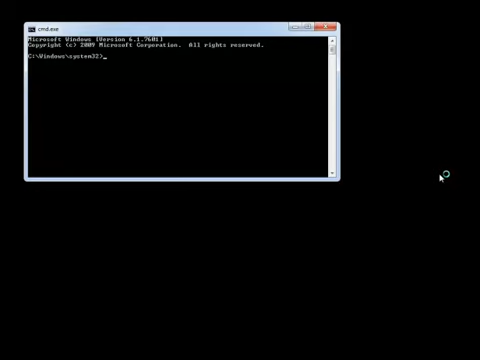 cmd.exe
Microsoft Windows [Version 6.1.7601]
Copyright (c) 2009 Microsoft Corporation.  All rights reserved.
C:\Windows\system32>_